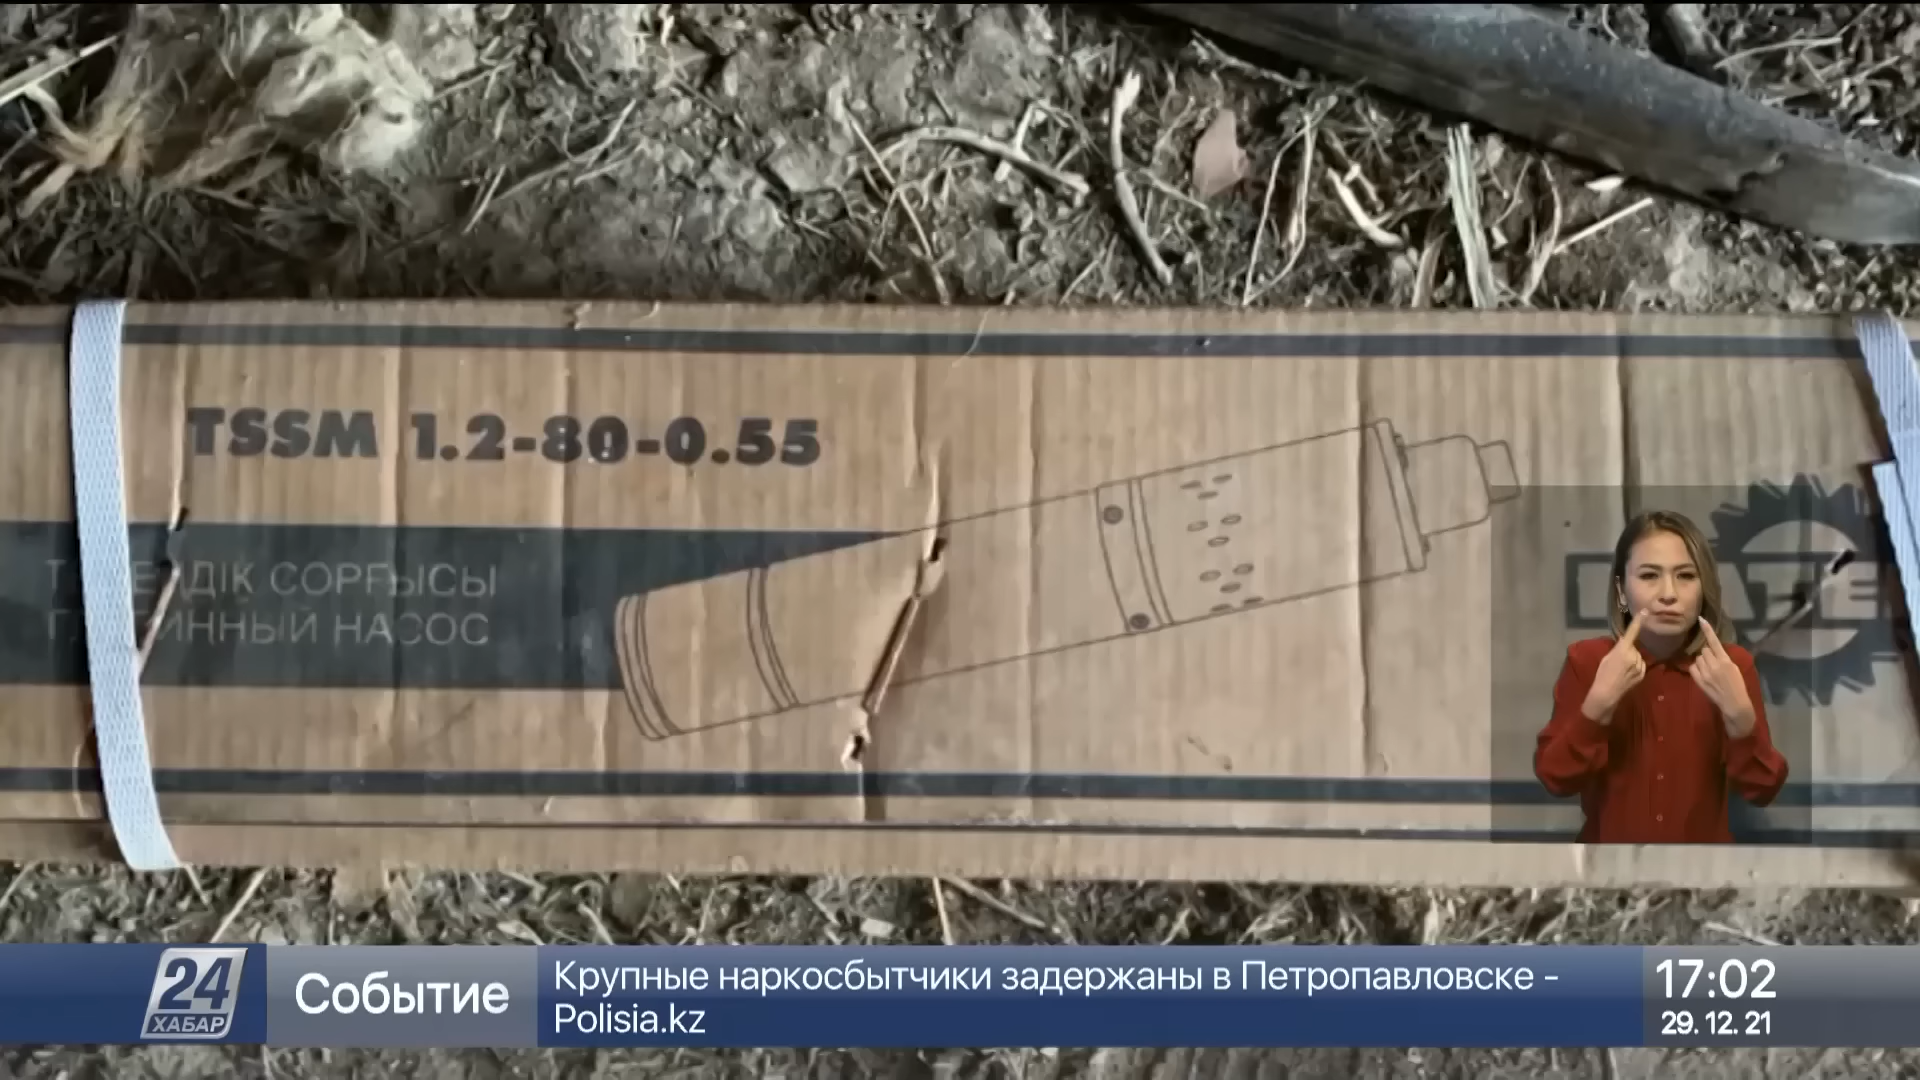 TSSM 1.2-80-0.55
СОРҒЫСЫ
НАСОС
24
ХАБАР
Событие
Крупные наркосбытчики задержаны в Петропавловске -
Polisia.kz
17:02
29. 12. 21